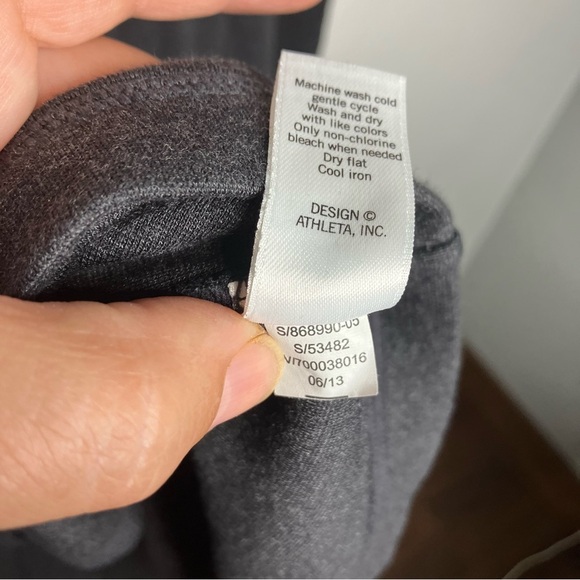 Machine wash cold
gentle cycle
Wash and dry
with like colors
Only non-chlorine
bleach when needed
Dry flat
Cool iron
DESIGN ©
ATHLETA, INC.
S/868990-05
S/53482
06/13